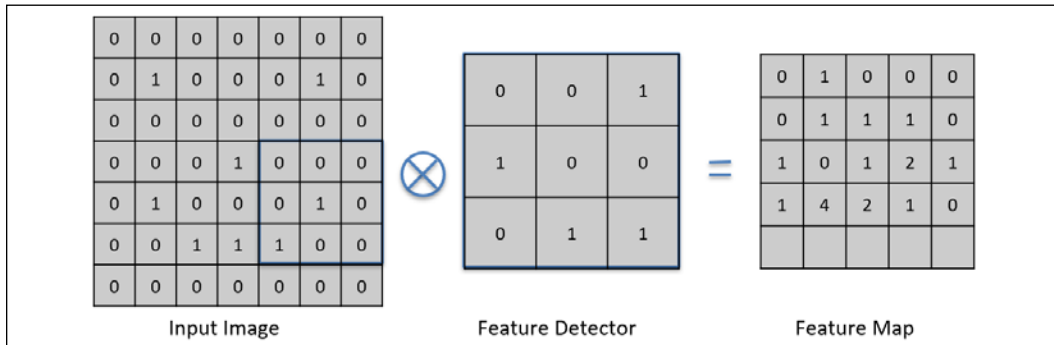 0 0 0 0 0 0 0
0 1 0 0 0 1 0
0 0 0 0 0 0 0
0 0 0 1 0 0 0
0 1 0 0 0 1 0
0 0 1 1 1 0 0
0 0 0 0 0 0 0
Input Image
0 0 1
1 0 0
0 1 1
Feature Detector
=
0 1 0 0 0
0 1 1 1 0
1 0 1 2 1
1 4 2 1 0
Feature Map